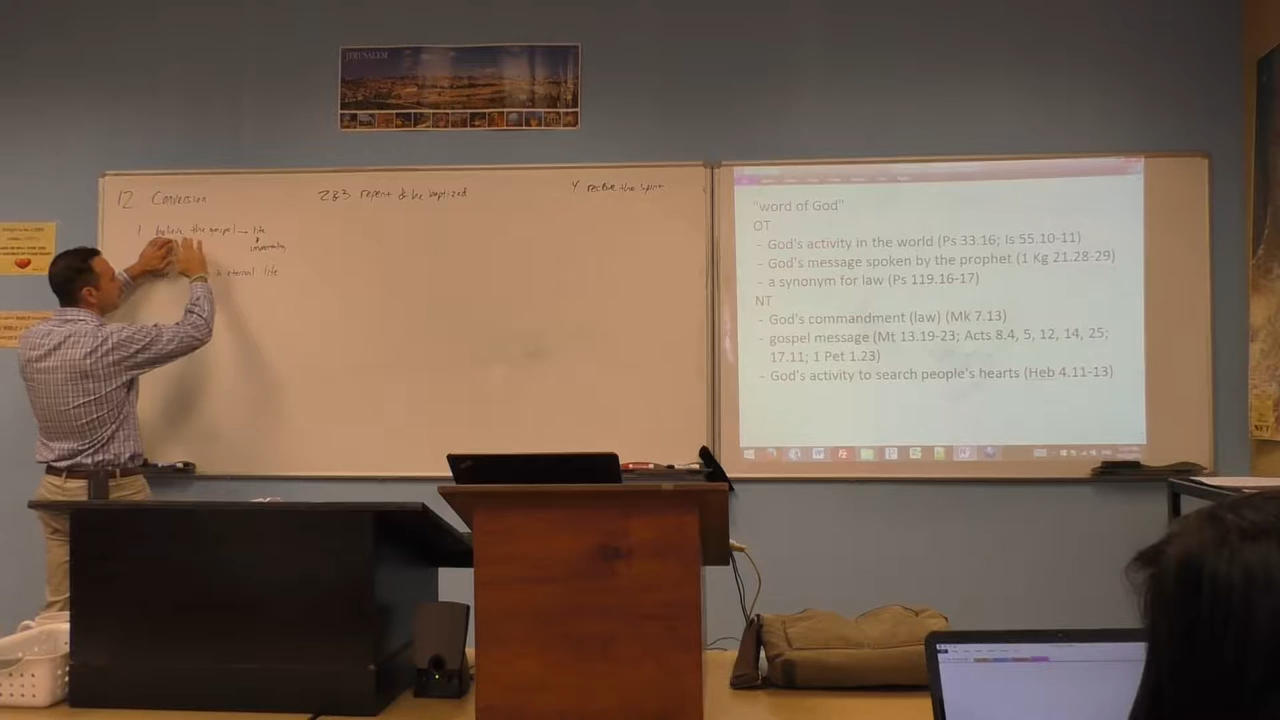 JERUSALEM
12 Conversion
2&3 repent & be baptized
4 receive the spirit
1 believe the gospel → life
immortality
eternal life
"word of God"
OT
- God's activity in the world (Ps 33.16; Is 55.10-11)
- God's message spoken by the prophet (1 Kg 21.28-29)
- a synonym for law (Ps 119.16-17)
NT
- God's commandment (law) (Mk 7.13)
- gospel message (Mt 13.19-23; Acts 8.4, 5, 12, 14, 25;
17.11; 1 Pet 1.23)
- God's activity to search people's hearts (Heb 4.11-13)